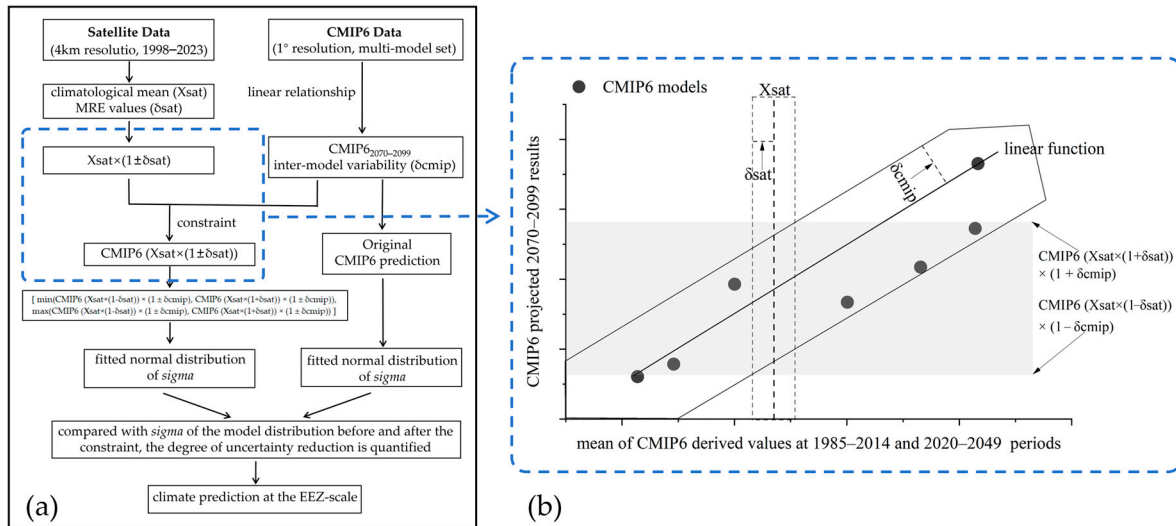 Satellite Data
(4km resolutio, 1998–2023)
CMIP6 Data
(1° resolution, multi-model set)
climatological mean (Xsat)
MRE values (δsat)
linear relationship
Xsat×(1±δsat)
CMIP6₂₀₇₀₋₂₀₉₉
inter-model variability (δcmip)
constraint
CMIP6 (Xsat×(1±δsat))
Original
CMIP6 prediction
[ min(CMIP6 (Xsat×(1-δsat)) × (1 ± δcmip), CMIP6 (Xsat×(1+δsat)) × (1 ± δcmip)),
max(CMIP6 (Xsat×(1–δsat)) × (1 ± δcmip), CMIP6 (Xsat×(1+δsat)) × (1 ± δcmip)) ]
fitted normal distribution
of sigma
fitted normal distribution
of sigma
compared with sigma of the model distribution before and after the
constraint, the degree of uncertainty reduction is quantified
climate prediction at the EEZ-scale
(a)
CMIP6 models
Xsat
δsat
δcmip
linear function
CMIP6 projected 2070–2099 results
CMIP6 (Xsat×(1+δsat))
× (1 + δcmip)
CMIP6 (Xsat×(1–δsat))
× (1 – δcmip)
mean of CMIP6 derived values at 1985–2014 and 2020–2049 periods
(b)